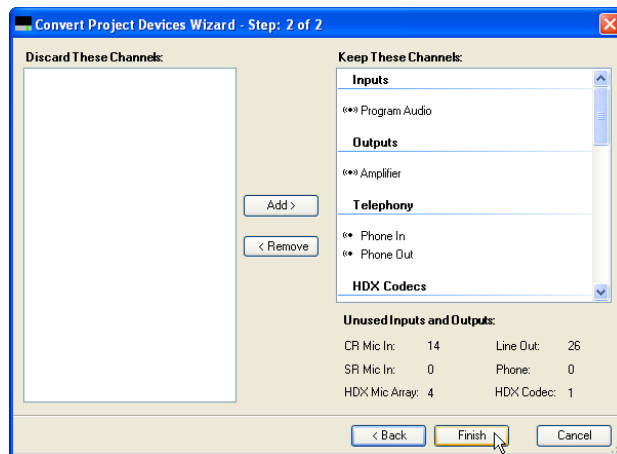 Convert Project Devices Wizard - Step: 2 of 2
Discard These Channels:
Keep These Channels:
Inputs
Program Audio
Outputs
Amplifier
Telephony
Phone In
Phone Out
HDX Codecs
Add >
< Remove
Unused Inputs and Outputs:
CR Mic In: 14 Line Out: 26
SR Mic In: 0 Phone: 0
HDX Mic Array: 4 HDX Codec: 1
< Back Finish Cancel